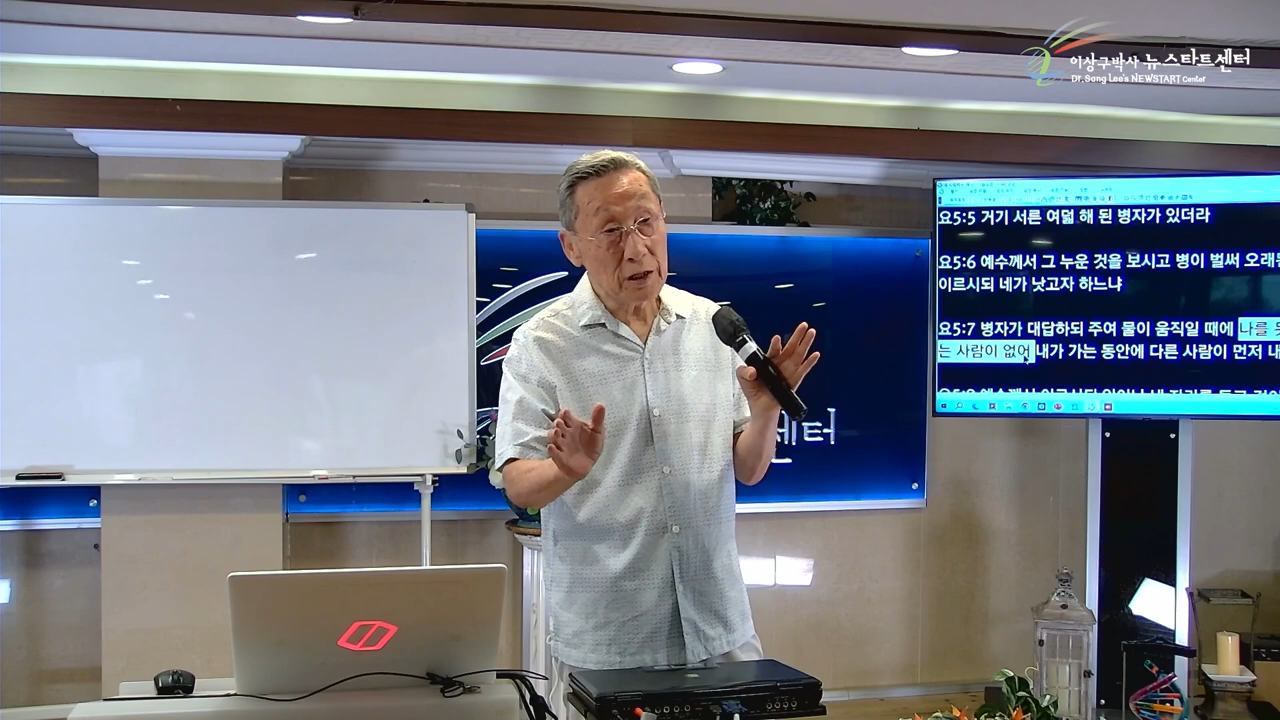 이상구박사 뉴스타트센터
Dr. Sang Lee's NEWSTART Center
요5:5 거기 서른 여덟 해 된 병자가 있더라
요5:6 예수께서 그 누운 것을 보시고 병이 벌써 오래
이르시되 네가 낫고자 하느냐
요5:7 병자가 대답하되 주여 물이 움직일 때에 나를
는 사람이 없어 내가 가는 동안에 다른 사람이 먼저
센터